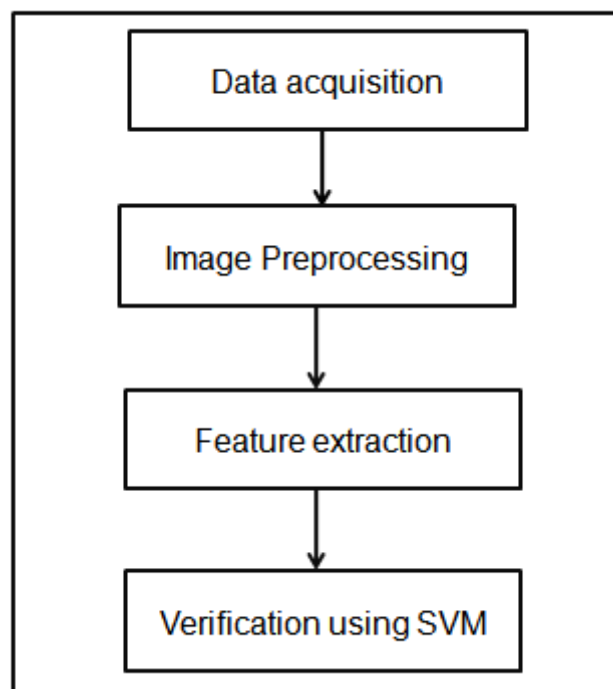 Data acquisition
Image Preprocessing
Feature extraction
Verification using SVM